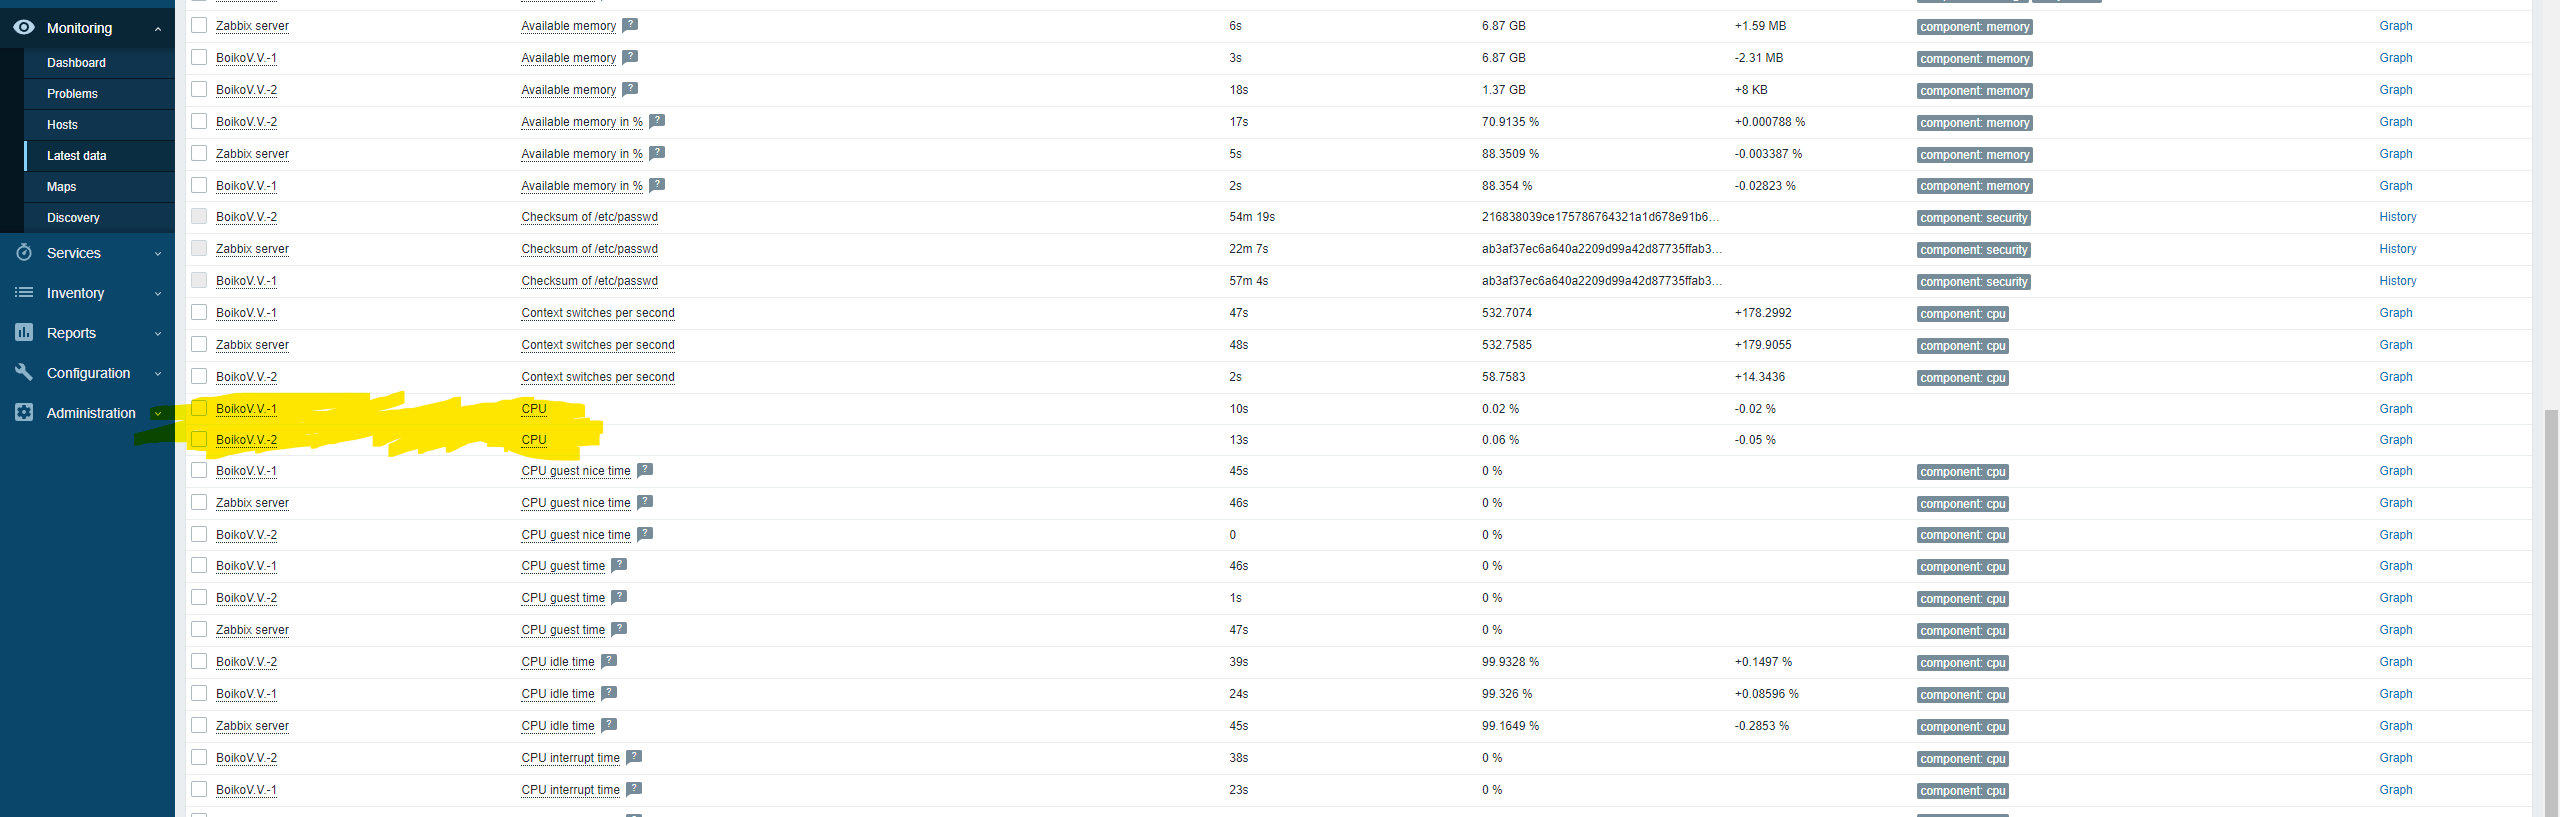 Monitoring
Dashboard
Problems
Hosts
Latest data
Maps
Discovery
Services
Inventory
Reports
Configuration
Administration
Zabbix server Available memory ? 6s 6.87 GB +1.59 MB component: memory Graph
BoikoV.V.-1 Available memory ? 3s 6.87 GB -2.31 MB component: memory Graph
BoikoV.V.-2 Available memory ? 18s 1.37 GB +8 KB component: memory Graph
BoikoV.V.-2 Available memory in % ? 17s 70.9135 % +0.000788 % component: memory Graph
Zabbix server Available memory in % ? 5s 88.3509 % -0.003387 % component: memory Graph
BoikoV.V.-1 Available memory in % ? 2s 88.354 % -0.02823 % component: memory Graph
BoikoV.V.-2 Checksum of /etc/passwd 54m 19s 216838039ce175786764321a1d678e91b6... component: security History
Zabbix server Checksum of /etc/passwd 22m 7s ab3af37ec6a640a2209d99a42d87735ffab3... component: security History
BoikoV.V.-1 Checksum of /etc/passwd 57m 4s ab3af37ec6a640a2209d99a42d87735ffab3... component: security History
BoikoV.V.-1 Context switches per second 47s 532.7074 +178.2992 component: cpu Graph
Zabbix server Context switches per second 48s 532.7585 +179.9055 component: cpu Graph
BoikoV.V.-2 Context switches per second 2s 58.7583 +14.3436 component: cpu Graph
BoikoV.V.-1 CPU 10s 0.02 % -0.02 % Graph
BoikoV.V.-2 CPU 13s 0.06 % -0.05 % Graph
BoikoV.V.-1 CPU guest nice time ? 45s 0 % component: cpu Graph
Zabbix server CPU guest nice time ? 46s 0 % component: cpu Graph
BoikoV.V.-2 CPU guest nice time ? 0 0 % component: cpu Graph
BoikoV.V.-1 CPU guest time ? 46s 0 % component: cpu Graph
BoikoV.V.-2 CPU guest time ? 1s 0 % component: cpu Graph
Zabbix server CPU guest time ? 47s 0 % component: cpu Graph
BoikoV.V.-2 CPU idle time ? 39s 99.9328 % +0.1497 % component: cpu Graph
BoikoV.V.-1 CPU idle time ? 24s 99.326 % +0.08596 % component: cpu Graph
Zabbix server CPU idle time ? 45s 99.1649 % -0.2853 % component: cpu Graph
BoikoV.V.-2 CPU interrupt time ? 38s 0 % component: cpu Graph
BoikoV.V.-1 CPU interrupt time ? 23s 0 % component: cpu Graph